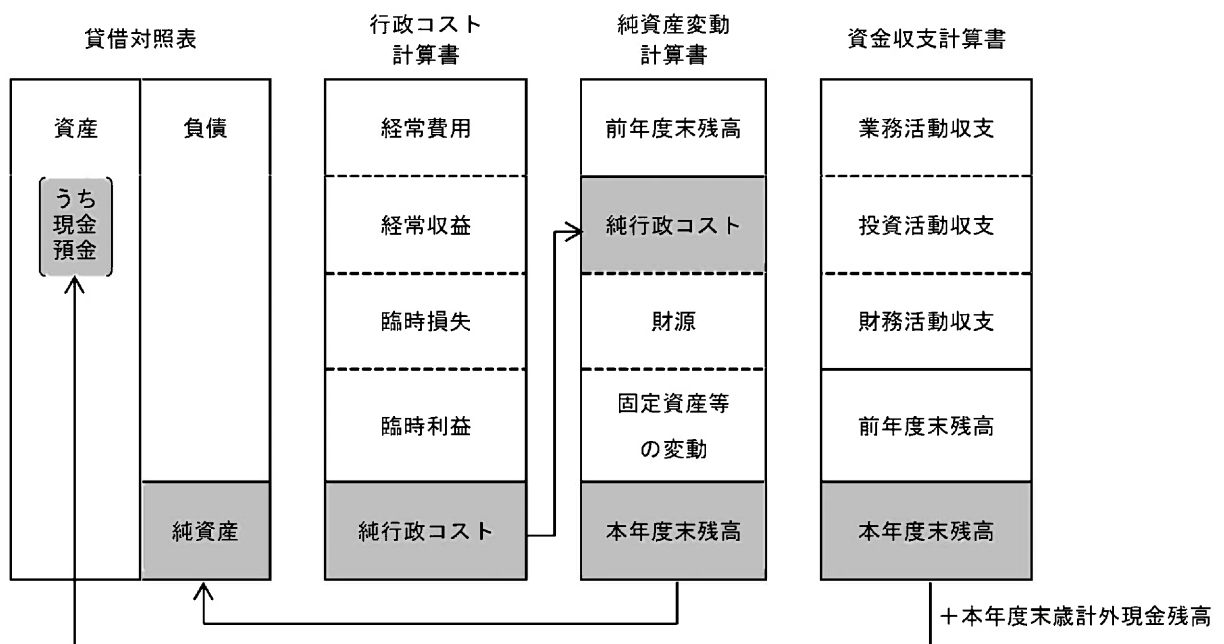 貸借対照表
資産
うち
現金
預金
負債
純資産
行政コスト
計算書
経常費用
経常収益
臨時損失
臨時利益
純行政コスト
純資産変動
計算書
前年度末残高
純行政コスト
財源
固定資産等
の変動
本年度末残高
資金収支計算書
業務活動収支
投資活動収支
財務活動収支
前年度末残高
本年度末残高
＋本年度末歳計外現金残高